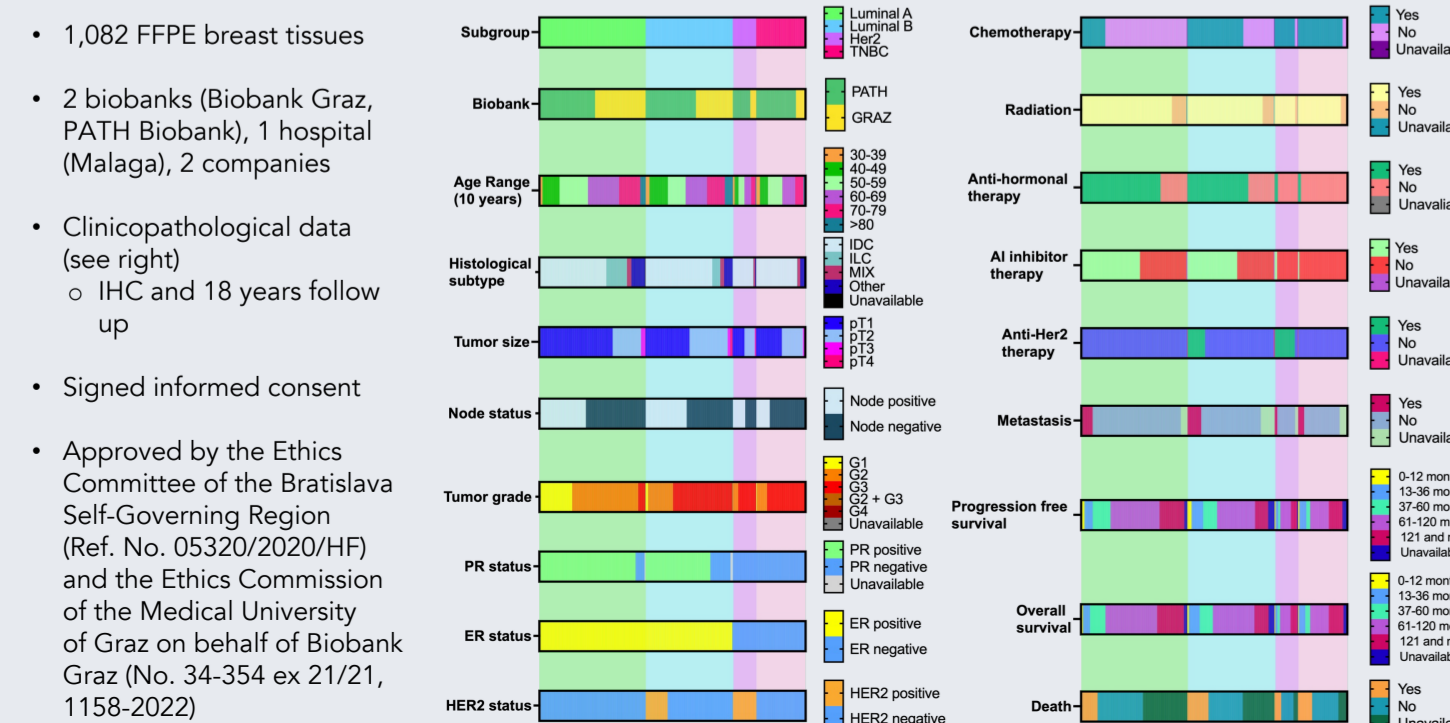 • 1,082 FFPE breast tissues
• 2 biobanks (Biobank Graz,
PATH Biobank), 1 hospital
(Malaga), 2 companies
• Clinicopathological data
(see right)
o IHC and 18 years follow
up
• Signed informed consent
• Approved by the Ethics
Committee of the Bratislava
Self-Governing Region
(Ref. No. 05320/2020/HF)
and the Ethics Commission
of the Medical University
of Graz on behalf of Biobank
Graz (No. 34-354 ex 21/21,
1158-2022)
Subgroup
Luminal A
Luminal B
Her2
TNBC
Biobank
PATH
GRAZ
Age Range
(10 years)
30-39
40-49
50-59
60-69
70-79
>80
Histological
subtype
IDC
ILC
MIX
Other
Unavailable
Tumor size
pT1
pT2
pT3
pT4
Node status
Node positive
Node negative
Tumor grade
G1
G2
G3
G2 + G3
G4
Unavailable
PR status
PR positive
PR negative
Unavailable
ER status
ER positive
ER negative
HER2 status
HER2 positive
HER2 negative
Chemotherapy
Yes
No
Unavaila
Radiation
Yes
No
Unavaila
Anti-hormonal
therapy
Yes
No
Unavalia
AI inhibitor
therapy
Yes
No
Unavaila
Anti-Her2
therapy
Yes
No
Unavaila
Metastasis
Yes
No
Unavaila
Progression free
survival
0-12 mon
13-36 mo
37-60 mo
61-120 m
121 and m
Unavailab
Overall
survival
0-12 mon
13-36 mo
37-60 mo
61-120 m
121 and m
Unavailab
Death
Yes
No
Unavaila